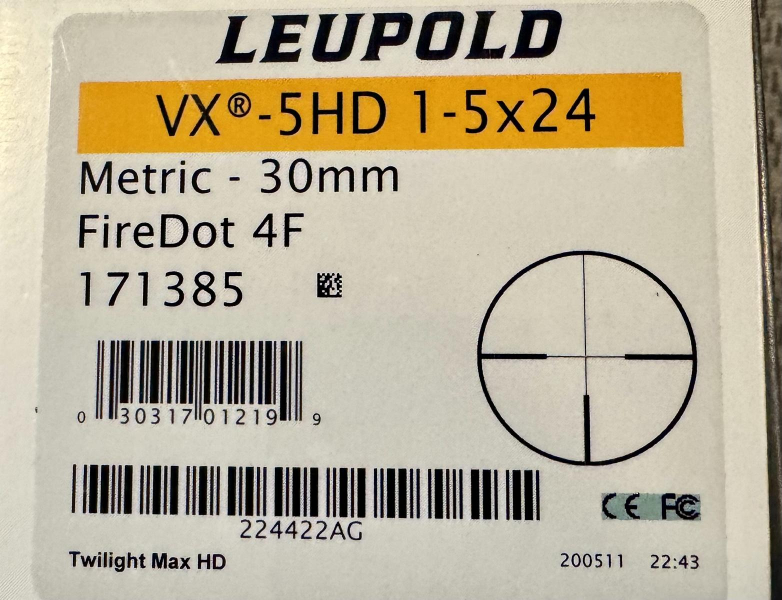 LEUPOLD
VX®-5HD 1-5x24
Metric - 30mm
FireDot 4F
171385
0 30317 01219 9
224422AG
CE FC
Twilight Max HD 200511 22:43